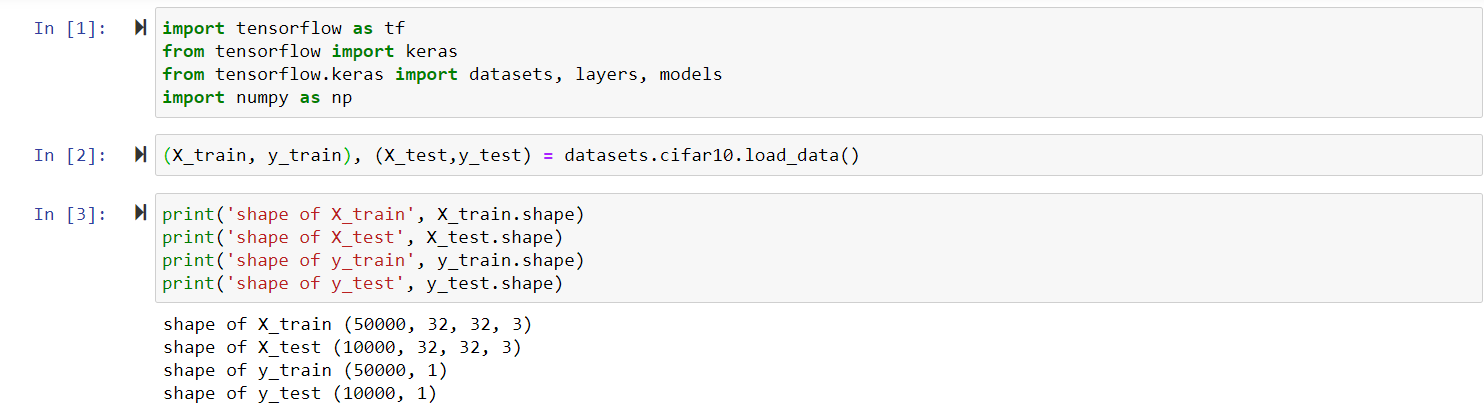 In [1]:
import tensorflow as tf
from tensorflow import keras
from tensorflow.keras import datasets, layers, models
import numpy as np
In [2]:
(X_train, y_train), (X_test,y_test) = datasets.cifar10.load_data()
In [3]:
print('shape of X_train', X_train.shape)
print('shape of X_test', X_test.shape)
print('shape of y_train', y_train.shape)
print('shape of y_test', y_test.shape)
shape of X_train (50000, 32, 32, 3)
shape of X_test (10000, 32, 32, 3)
shape of y_train (50000, 1)
shape of y_test (10000, 1)